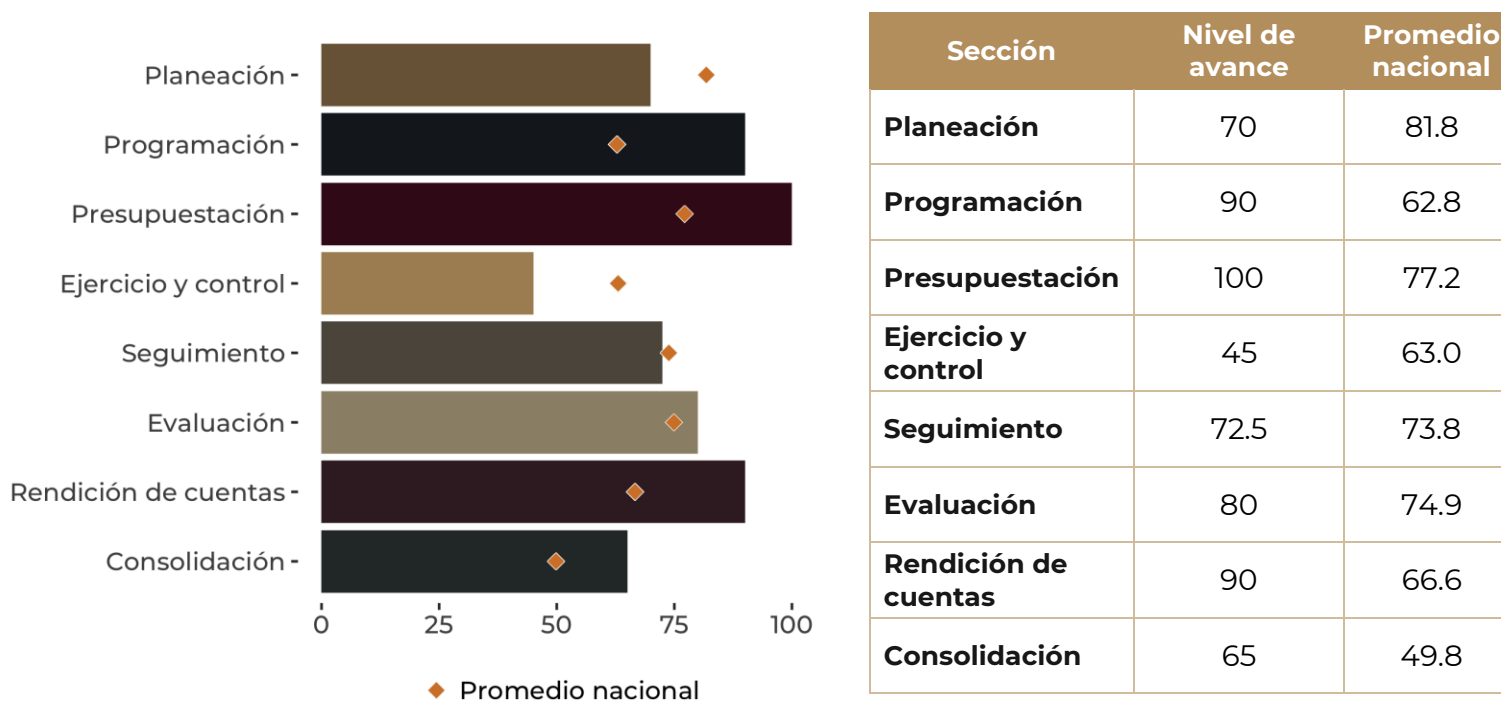 Planeación
Programación
Presupuestación
Ejercicio y control
Seguimiento
Evaluación
Rendición de cuentas
Consolidación
0 25 50 75 100
Promedio nacional
Sección Nivel de avance Promedio nacional
Planeación 70 81.8
Programación 90 62.8
Presupuestación 100 77.2
Ejercicio y control 45 63.0
Seguimiento 72.5 73.8
Evaluación 80 74.9
Rendición de cuentas 90 66.6
Consolidación 65 49.8